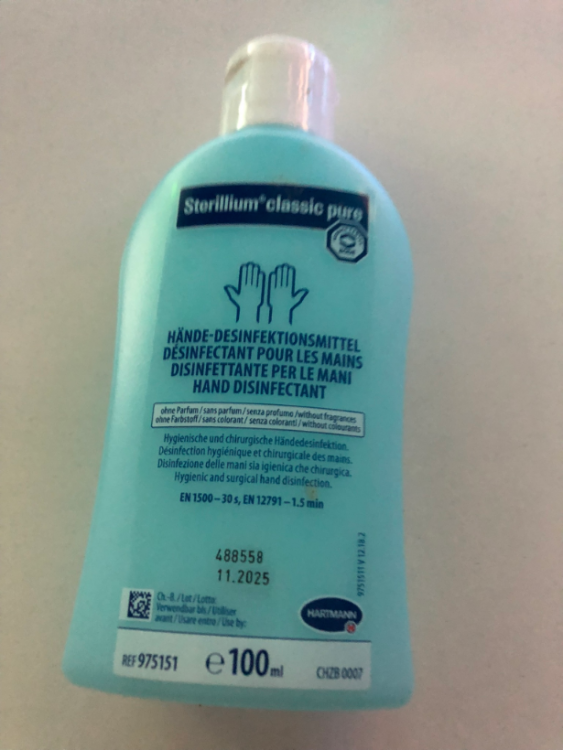 Sterillium® classic pure
HÄNDE-DESINFEKTIONSMITTEL
DÉSINFECTANT POUR LES MAINS
DISINFETTANTE PER LE MANI
HAND DISINFECTANT
ohne Parfum / sans parfum / senza profumo / without fragrances
ohne Farbstoff / sans colorant / senza coloranti / without colourants
Hygienische und chirurgische Händedesinfektion.
Désinfection hygiénique et chirurgicale des mains.
Disinfezione delle mani sia igienica che chirurgica.
Hygienic and surgical hand disinfection.
EN 1500 – 30 s, EN 12791 – 1.5 min
488558
11.2025
Ch.-B. / Lot / Lotto:
Verwendbar bis / Utiliser
avant / Usare entro / Use by:
HARTMANN
REF 975151
e 100 ml
CHZB 0007